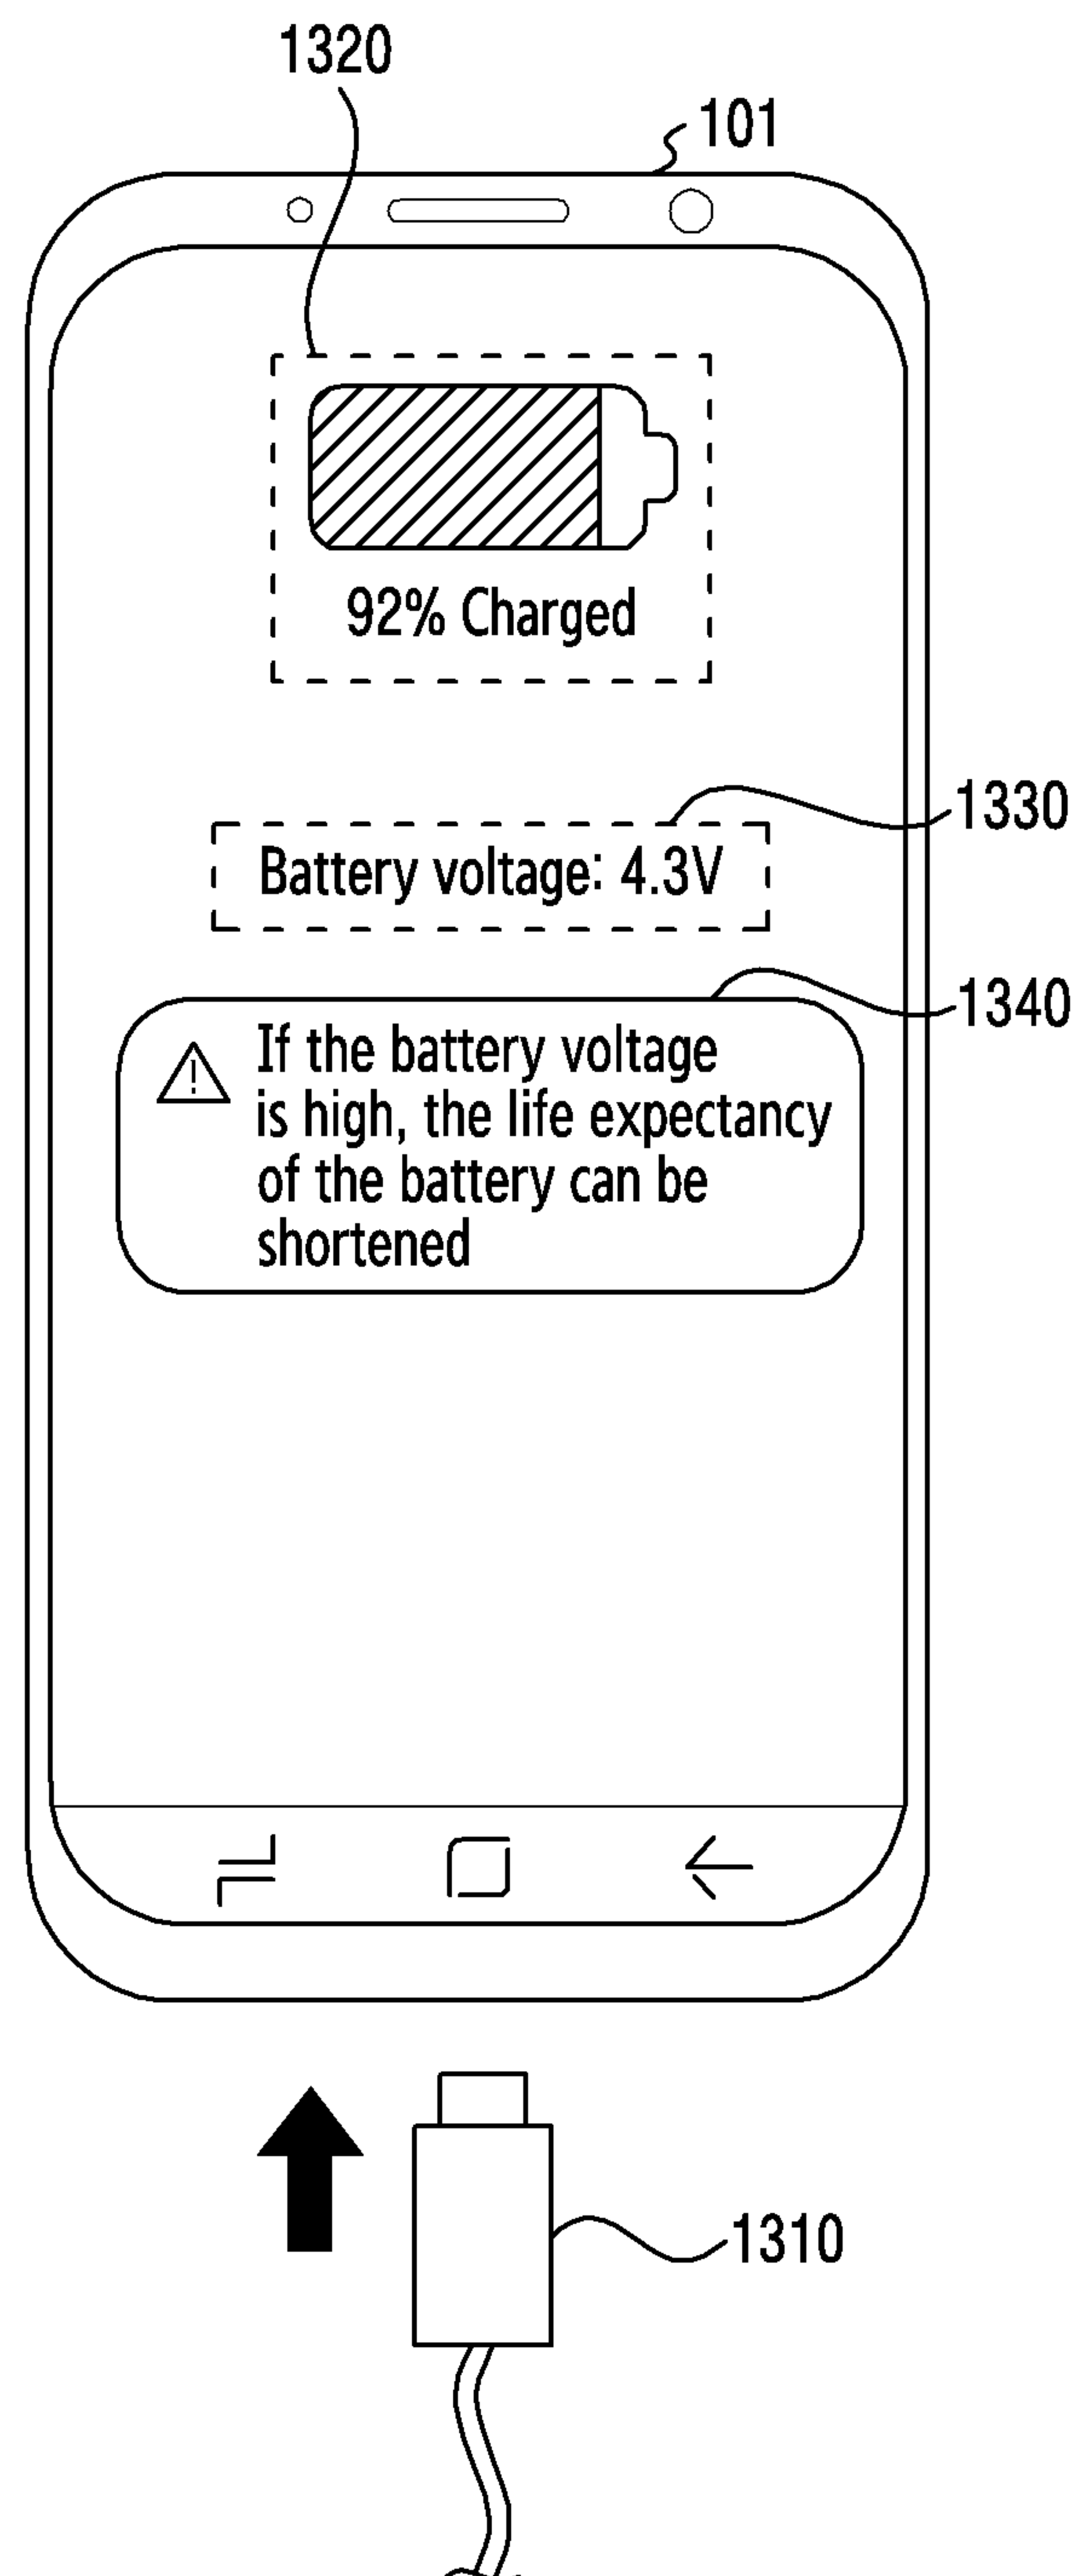 1320
101
92% Charged
1330
Battery voltage: 4.3V
1340
If the battery voltage
is high, the life expectancy
of the battery can be
shortened
1310